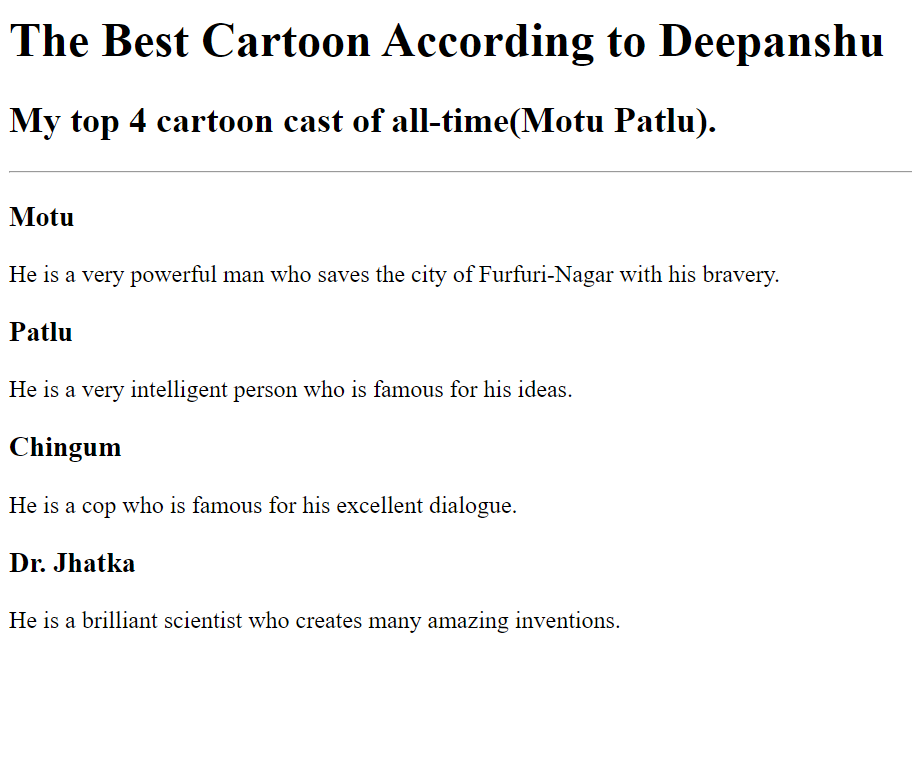 The Best Cartoon According to Deepanshu
My top 4 cartoon cast of all-time(Motu Patlu).
Motu
He is a very powerful man who saves the city of Furfuri-Nagar with his bravery.
Patlu
He is a very intelligent person who is famous for his ideas.
Chingum
He is a cop who is famous for his excellent dialogue.
Dr. Jhatka
He is a brilliant scientist who creates many amazing inventions.